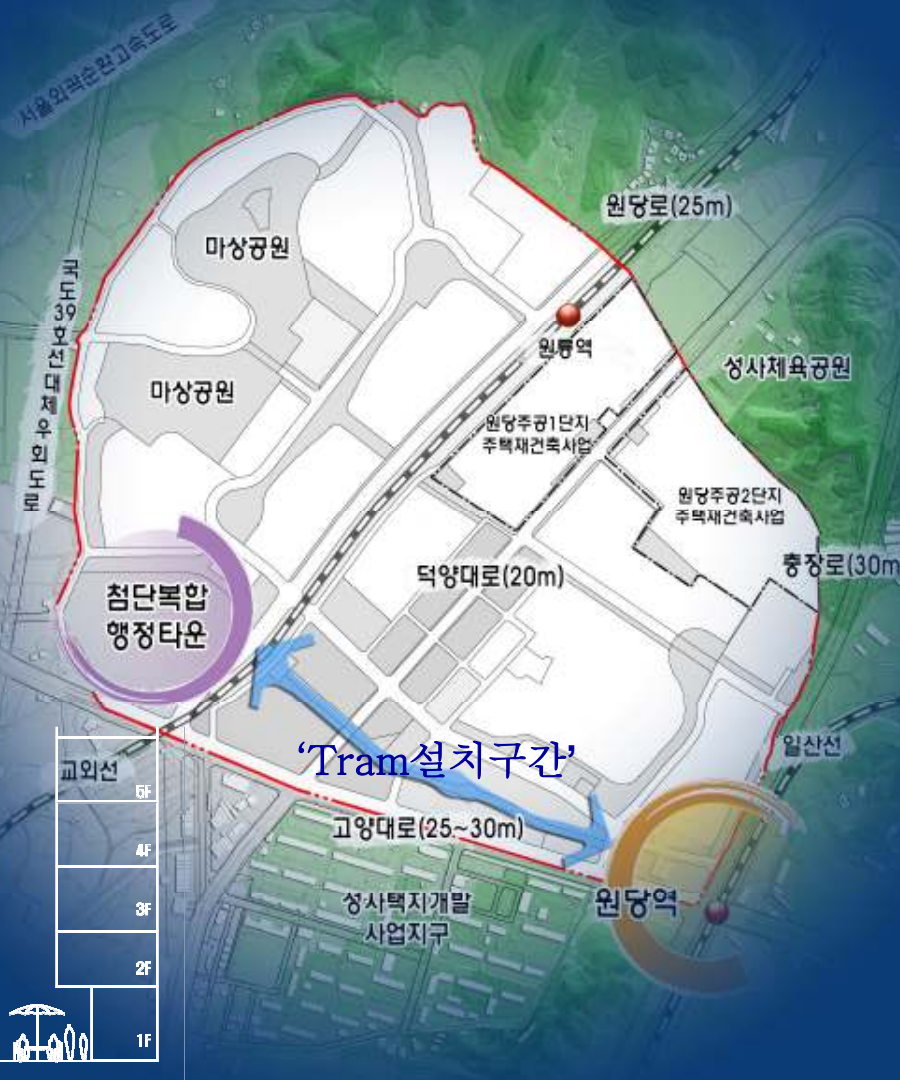 서울외곽순환고속도로
원당로(25m)
마상공원
국도39호선대체우회도로
원릉역
성사체육공원
마상공원
원당주공1단지
주택재건축사업
원당주공2단지
주택재건축사업
덕양대로(20m)
충장로(30m
첨단복합
행정타운
‘Tram설치구간’
일산선
교외선
5F
고양대로(25~30m)
4F
성사택지개발
사업지구
원당역
3F
2F
1F